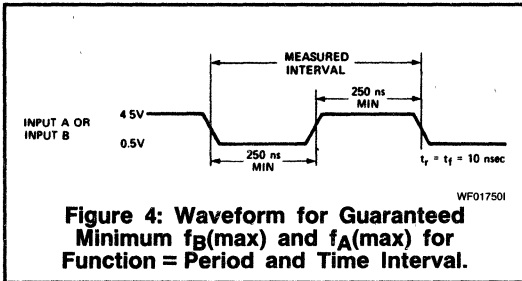 MEASURED
INTERVAL
250 ns
MIN
4 5V
INPUT A OR
INPUT B
0.5V
250 ns
MIN
tr = tf = 10 nsec
WF01750I
Figure 4: Waveform for Guaranteed
Minimum fB(max) and fA(max) for
Function = Period and Time Interval.